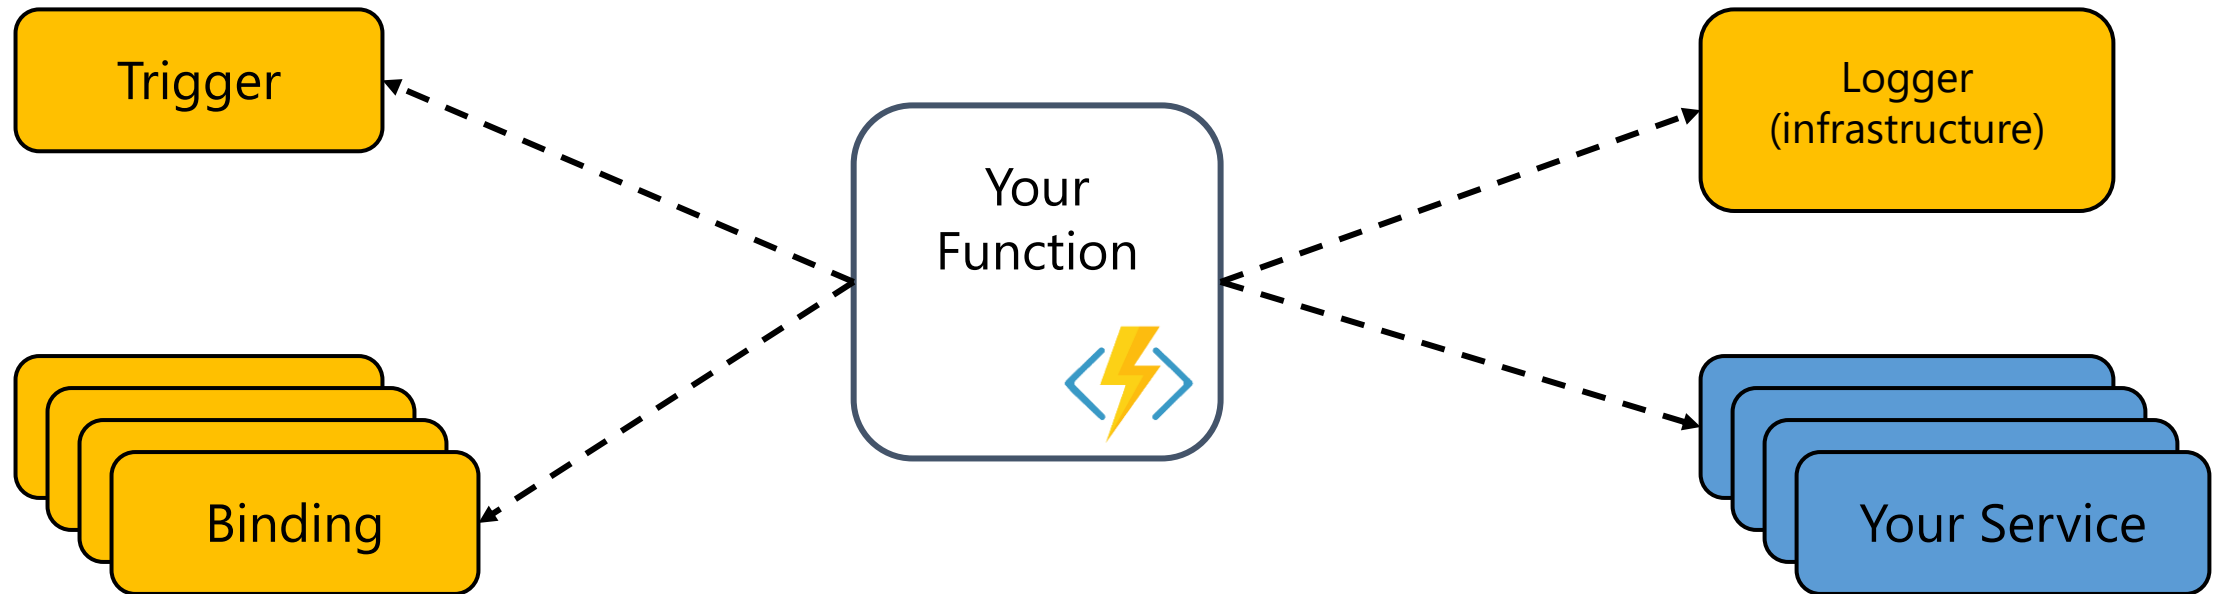 Trigger
Logger
(infrastructure)
Your
Function
Binding
Your Service